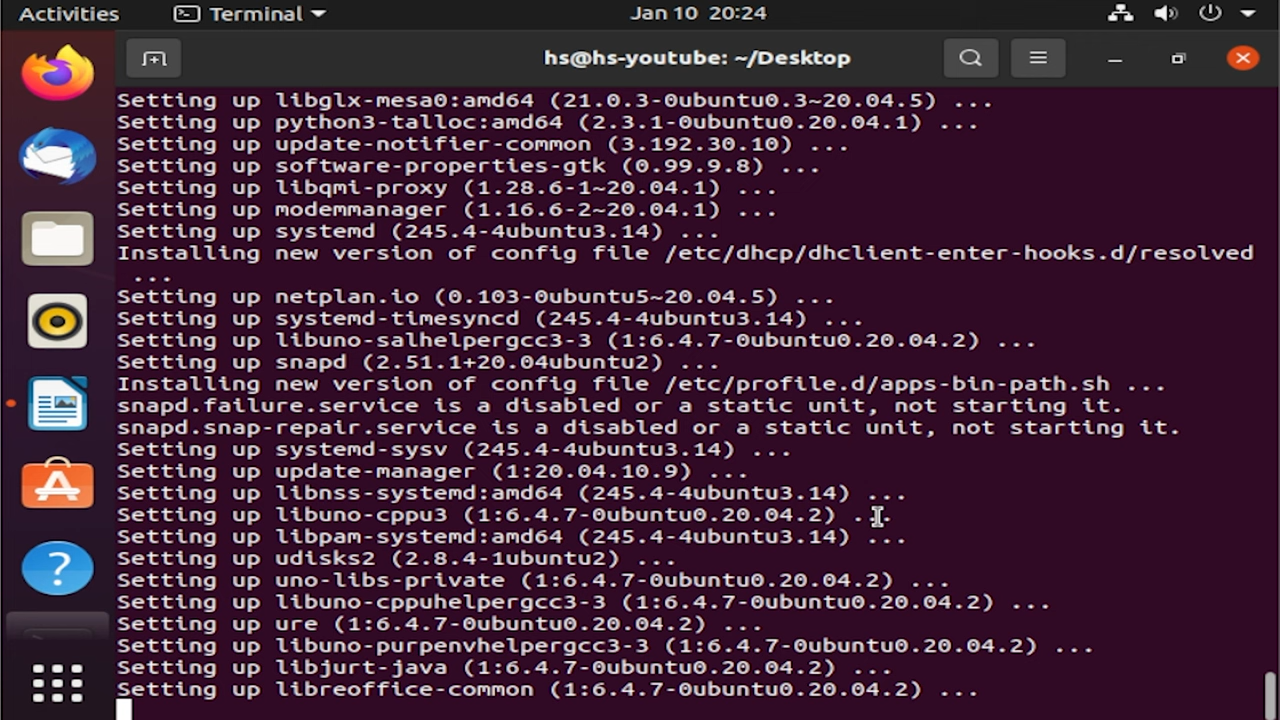 Activities Terminal Jan 10 20:24
hs@hs-youtube: ~/Desktop
Setting up libglx-mesa0:amd64 (21.0.3-0ubuntu0.3~20.04.5) ...
Setting up python3-talloc:amd64 (2.3.1-0ubuntu0.20.04.1) ...
Setting up update-notifier-common (3.192.30.10) ...
Setting up software-properties-gtk (0.99.9.8) ...
Setting up libqmi-proxy (1.28.6-1~20.04.1) ...
Setting up modemmanager (1.16.6-2~20.04.1) ...
Setting up systemd (245.4-4ubuntu3.14) ...
Installing new version of config file /etc/dhcp/dhclient-enter-hooks.d/resolved
...
Setting up netplan.io (0.103-0ubuntu5~20.04.5) ...
Setting up systemd-timesyncd (245.4-4ubuntu3.14) ...
Setting up libuno-salhelpergcc3-3 (1:6.4.7-0ubuntu0.20.04.2) ...
Setting up snapd (2.51.1+20.04ubuntu2) ...
Installing new version of config file /etc/profile.d/apps-bin-path.sh ...
snapd.failure.service is a disabled or a static unit, not starting it.
snapd.snap-repair.service is a disabled or a static unit, not starting it.
Setting up systemd-sysv (245.4-4ubuntu3.14) ...
Setting up update-manager (1:20.04.10.9) ...
Setting up libnss-systemd:amd64 (245.4-4ubuntu3.14) ...
Setting up libuno-cppu3 (1:6.4.7-0ubuntu0.20.04.2) ...
Setting up libpam-systemd:amd64 (245.4-4ubuntu3.14) ...
Setting up udisks2 (2.8.4-1ubuntu2) ...
Setting up uno-libs-private (1:6.4.7-0ubuntu0.20.04.2) ...
Setting up libuno-cppuhelpergcc3-3 (1:6.4.7-0ubuntu0.20.04.2) ...
Setting up ure (1:6.4.7-0ubuntu0.20.04.2) ...
Setting up libuno-purpenvhelpergcc3-3 (1:6.4.7-0ubuntu0.20.04.2) ...
Setting up libjurt-java (1:6.4.7-0ubuntu0.20.04.2) ...
Setting up libreoffice-common (1:6.4.7-0ubuntu0.20.04.2) ...